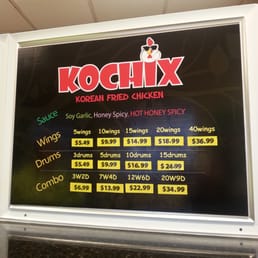 KOCHIX
KOREAN FRIED CHICKEN
Sauce Soy Garlic, Honey Spicy, HOT HONEY SPICY
Wings 5wings 10wings 15wings 20wings 40wings
$5.49 $9.99 $14.99 $18.99 $36.99
Drums 3drums 5drums 10drums 15drums
$5.49 $9.99 $16.99 $24.99
Combo 3W2D 7W4D 12W6D 20W9D
$6.99 $13.99 $22.99 $34.99